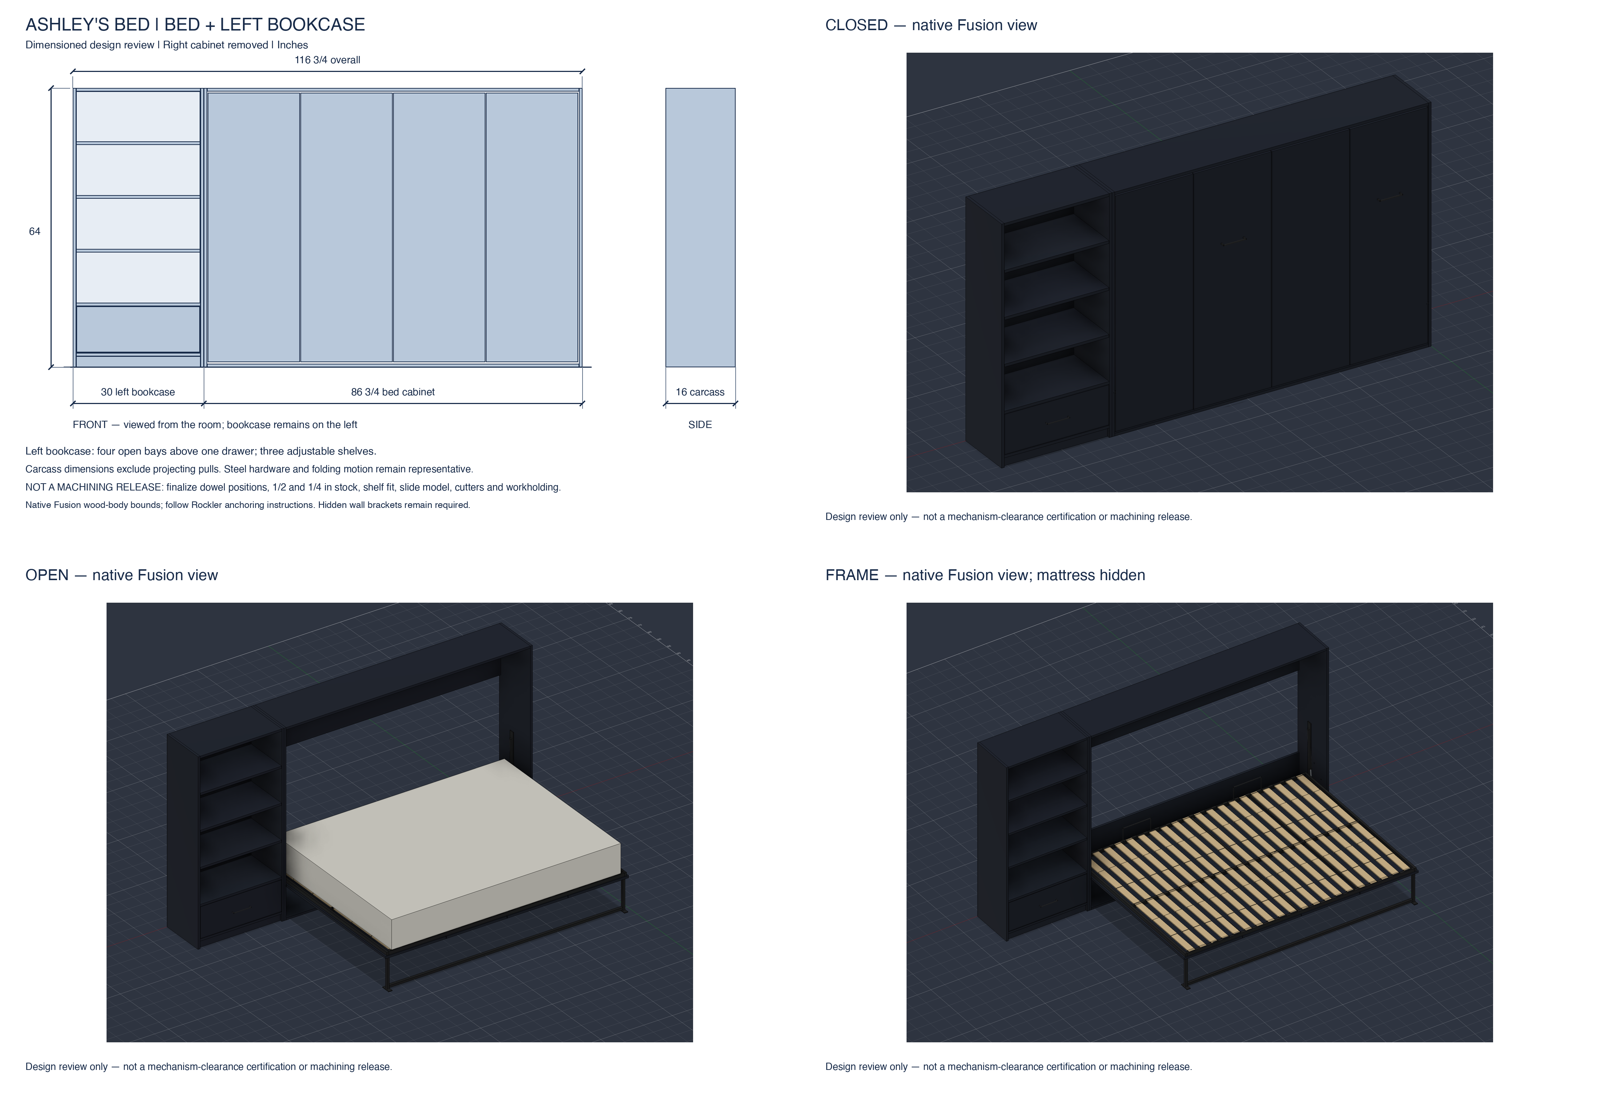 ASHLEY'S BED | BED + LEFT BOOKCASE
Dimensioned design review | Right cabinet removed | Inches
116 3/4 overall
64
30 left bookcase
86 3/4 bed cabinet
16 carcass
FRONT — viewed from the room; bookcase remains on the left
SIDE
Left bookcase: four open bays above one drawer; three adjustable shelves.
Carcass dimensions exclude projecting pulls. Steel hardware and folding motion remain representative.
NOT A MACHINING RELEASE: finalize dowel positions, 1/2 and 1/4 in stock, shelf fit, slide model, cutters and workholding.
Native Fusion wood-body bounds; follow Rockler anchoring instructions. Hidden wall brackets remain required.
CLOSED — native Fusion view
Design review only — not a mechanism-clearance certification or machining release.
OPEN — native Fusion view
Design review only — not a mechanism-clearance certification or machining release.
FRAME — native Fusion view; mattress hidden
Design review only — not a mechanism-clearance certification or machining release.